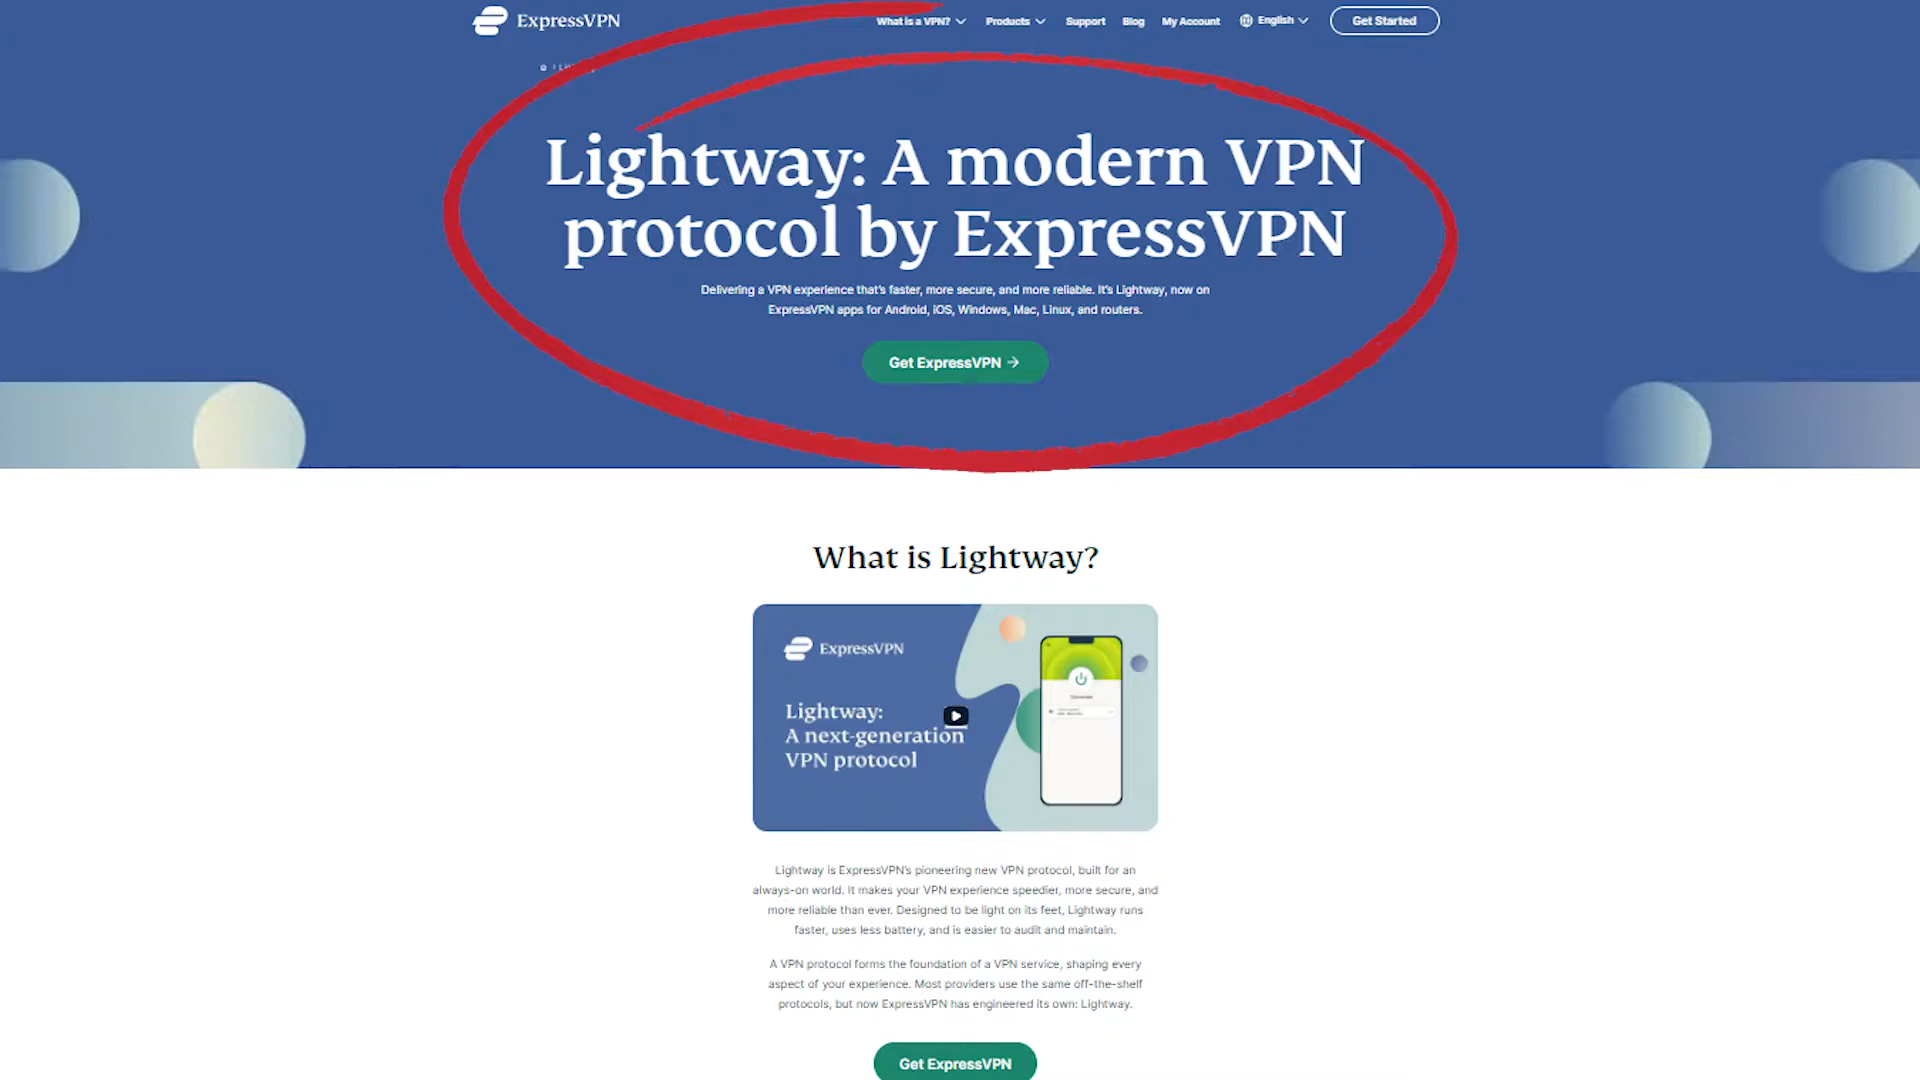 ExpressVPN
What is a VPN?
Products
Support
Blog
My Account
English
Get Started
Lightway: A modern VPN
protocol by ExpressVPN
Delivering a VPN experience that's faster, more secure, and more reliable. It's Lightway, now on
ExpressVPN apps for Android, iOS, Windows, Mac, Linux, and routers.
Get ExpressVPN →
What is Lightway?
ExpressVPN
Lightway:
A next-generation
VPN protocol
Lightway is ExpressVPN's pioneering new VPN protocol, built for an
always-on world. It makes your VPN experience speedier, more secure, and
more reliable than ever. Designed to be light on its feet, Lightway runs
faster, uses less battery, and is easier to audit and maintain.
A VPN protocol forms the foundation of a VPN service, shaping every
aspect of your experience. Most providers use the same off-the-shelf
protocols, but now ExpressVPN has engineered its own: Lightway.
Get ExpressVPN